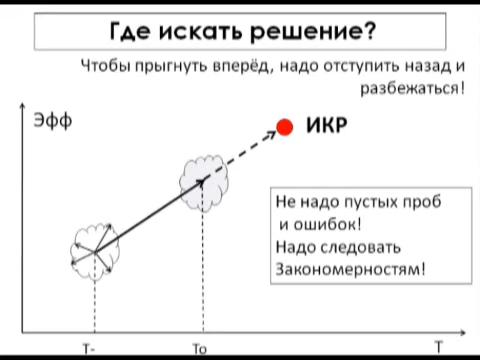 Где искать решение?
Чтобы прыгнуть вперёд, надо отступить назад и
разбежаться!
Эфф
ИКР
Не надо пустых проб
и ошибок!
Надо следовать
Закономерностям!
Т-
То
Т